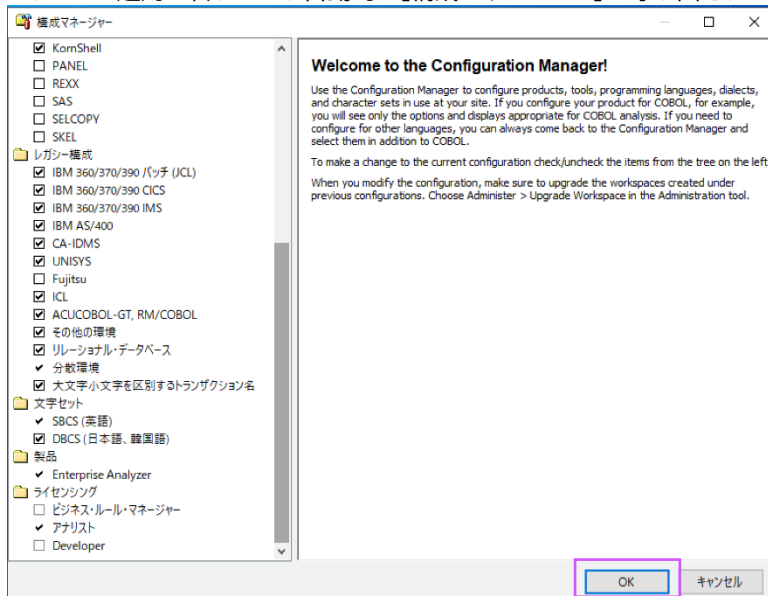 構成マネージャー
KornShell
PANEL
REXX
SAS
SELCOPY
SKEL
レガシー構成
IBM 360/370/390 バッチ (JCL)
IBM 360/370/390 CICS
IBM 360/370/390 IMS
IBM AS/400
CA-IDMS
UNISYS
Fujitsu
ICL
ACUCOBOL-GT, RM/COBOL
その他の環境
リレーショナル・データベース
分散環境
大文字小文字を区別するトランザクション名
文字セット
SBCS (英語)
DBCS (日本語、韓国語)
製品
Enterprise Analyzer
ライセンシング
ビジネス・ルール・マネージャー
アナリスト
Developer
Welcome to the Configuration Manager!
Use the Configuration Manager to configure products, tools, programming languages, dialects,
and character sets in use at your site. If you configure your product for COBOL, for example,
you will see only the options and displays appropriate for COBOL analysis. If you need to
configure for other languages, you can always come back to the Configuration Manager and
select them in addition to COBOL.
To make a change to the current configuration check/uncheck the items from the tree on the left
When you modify the configuration, make sure to upgrade the workspaces created under
previous configurations. Choose Administer > Upgrade Workspace in the Administration tool.
OK
キャンセル